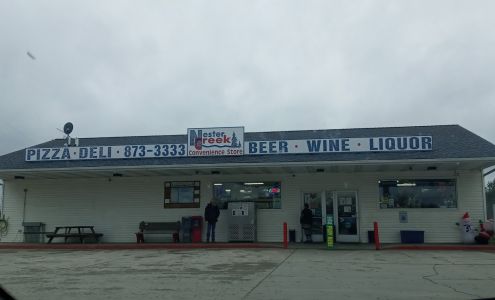 Nester
Creek
Convenience Store
PIZZA · DELI · 873-3333
BEER · WINE · LIQUOR